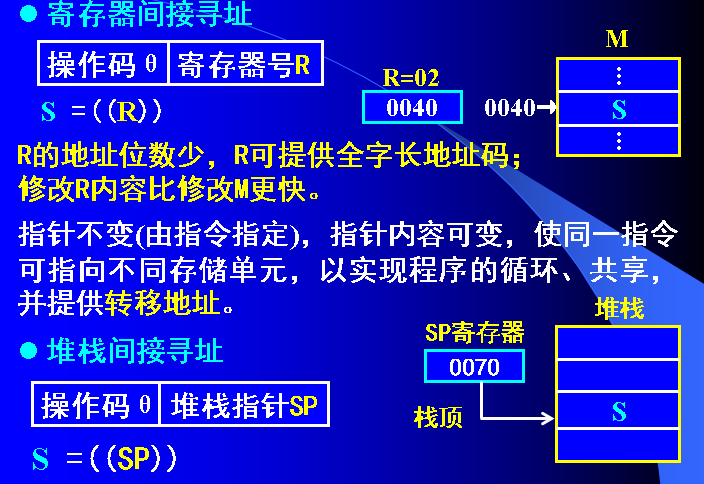 ● 寄存器间接寻址
操作码 θ 寄存器号R
S =((R))
R=02
0040
0040
M
⋮
S
⋮
R的地址位数少，R可提供全字长地址码；
修改R内容比修改M更快。
指针不变(由指令指定)，指针内容可变，使同一指令
可指向不同存储单元，以实现程序的循环、共享，
并提供转移地址。
● 堆栈间接寻址
操作码 θ 堆栈指针SP
S =((SP))
SP寄存器
0070
栈顶
堆栈
S